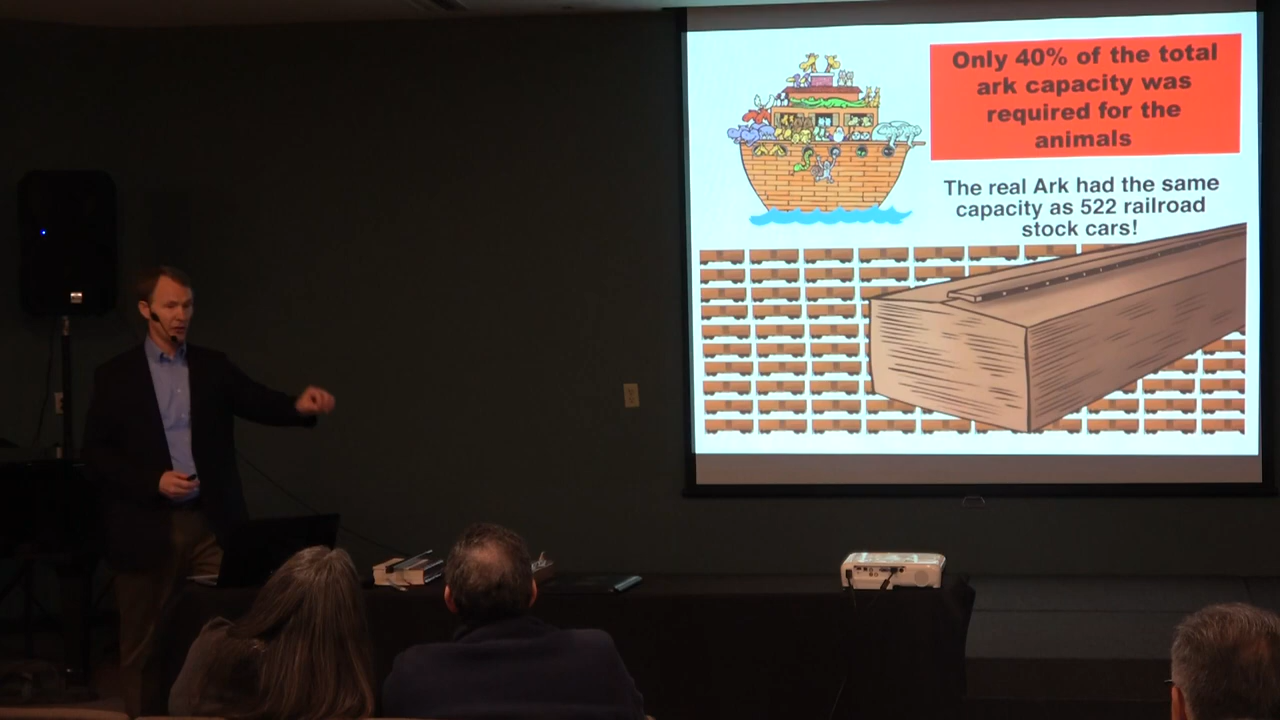 Only 40% of the total
ark capacity was
required for the
animals
The real Ark had the same
capacity as 522 railroad
stock cars!